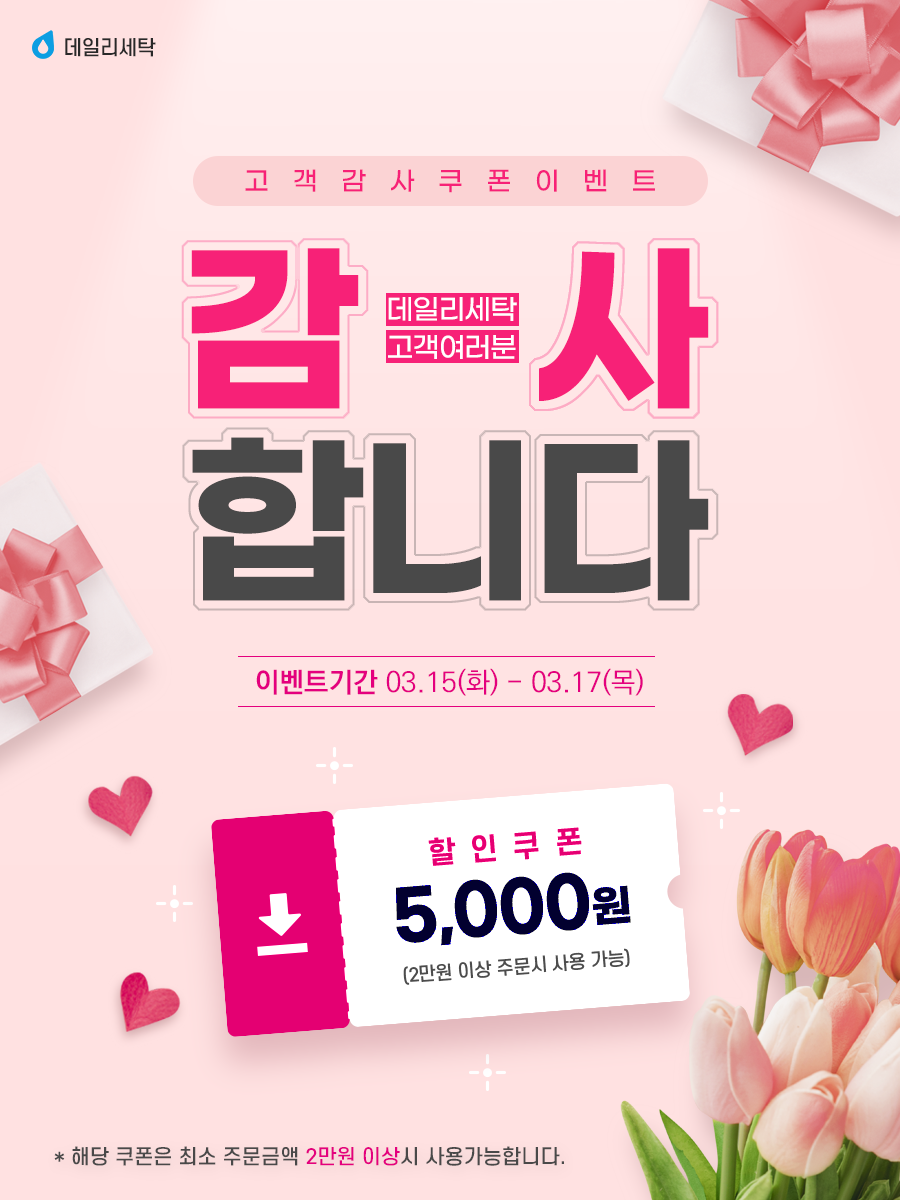 데일리세탁
고객감사쿠폰이벤트
감사
데일리세탁
고객여러분
합니다
이벤트기간 03.15(화) - 03.17(목)
할인쿠폰
5,000원
(2만원 이상 주문시 사용 가능)
* 해당 쿠폰은 최소 주문금액 2만원 이상시 사용가능합니다.